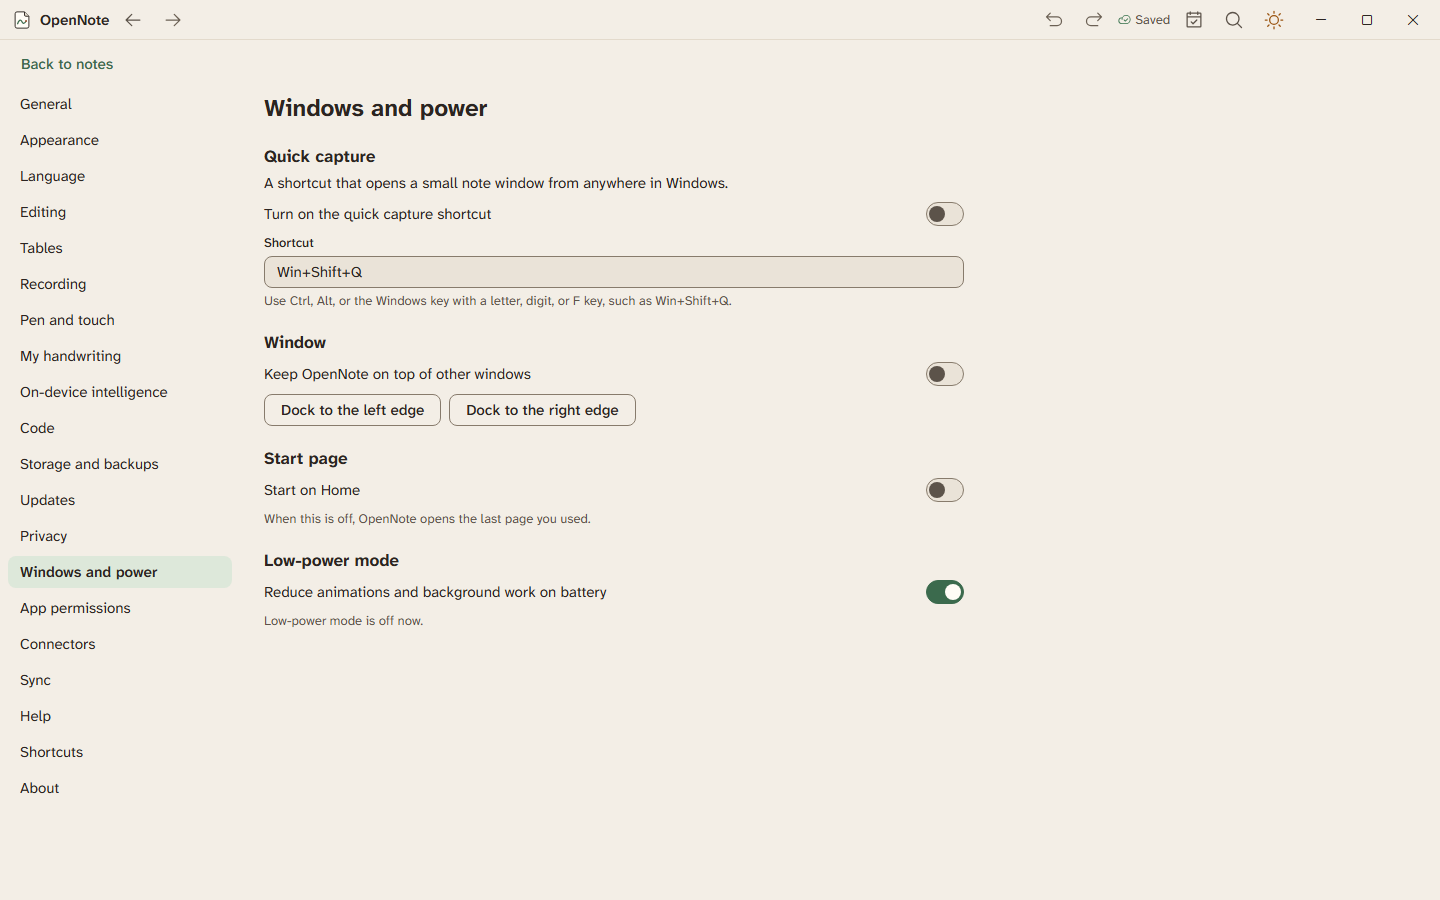 OpenNote
Saved
Back to notes
General
Appearance
Language
Editing
Tables
Recording
Pen and touch
My handwriting
On-device intelligence
Code
Storage and backups
Updates
Privacy
Windows and power
App permissions
Connectors
Sync
Help
Shortcuts
About
Windows and power
Quick capture
A shortcut that opens a small note window from anywhere in Windows.
Turn on the quick capture shortcut
Shortcut
Win+Shift+Q
Use Ctrl, Alt, or the Windows key with a letter, digit, or F key, such as Win+Shift+Q.
Window
Keep OpenNote on top of other windows
Dock to the left edge Dock to the right edge
Start page
Start on Home
When this is off, OpenNote opens the last page you used.
Low-power mode
Reduce animations and background work on battery
Low-power mode is off now.